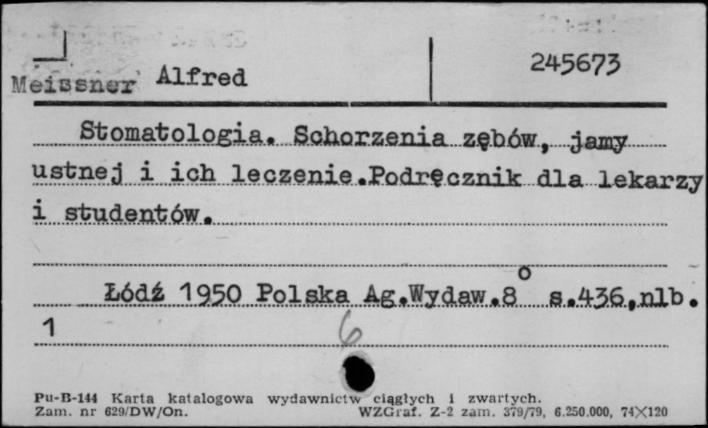 Meissner Alfred
245673
Stomatologia. Schorzenia zębów, jamy
ustnej i ich leczenie.Podręcznik dla lekarzy
i studentów.
Łódź 1950 Polska Ag.Wydaw.8° s.436,nlb.
1
6
Pu-B-144 Karta katalogowa wydawnictw ciągłych i zwartych.
Zam. nr 629/DW/On. WZGraf. Z-2 zam. 379/79, 6.250.000, 74X120